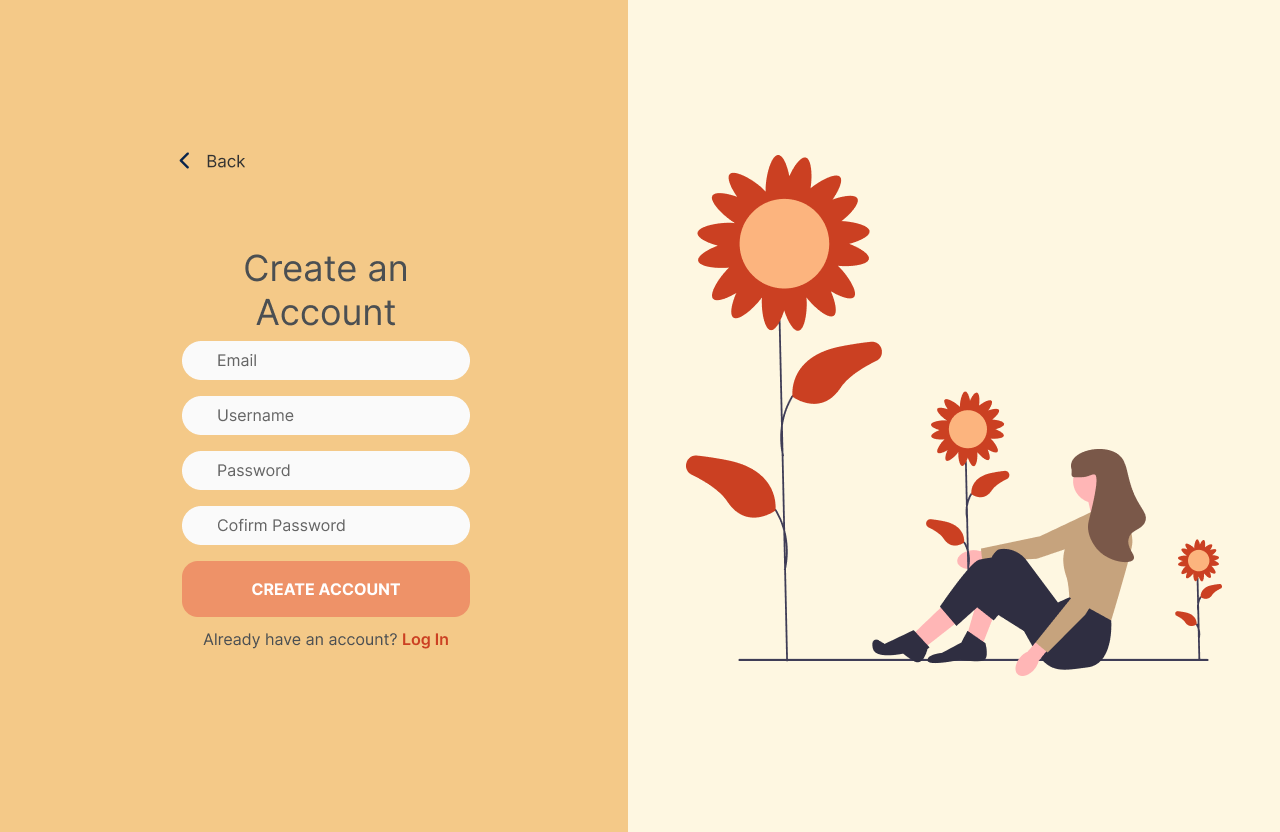 Back
Create an
Account
Email
Username
Password
Cofirm Password
CREATE ACCOUNT
Already have an account? Log In